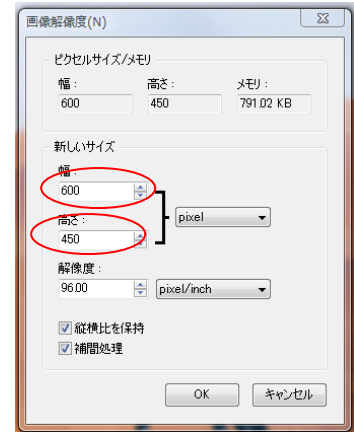 画像解像度(N)
ピクセルサイズ/メモリ
幅： 高さ： メモリ：
600 450 791.02 KB
新しいサイズ
幅：
600
pixel
高さ：
450
解像度：
96.00 pixel/inch
縦横比を保持
補間処理
OK キャンセル